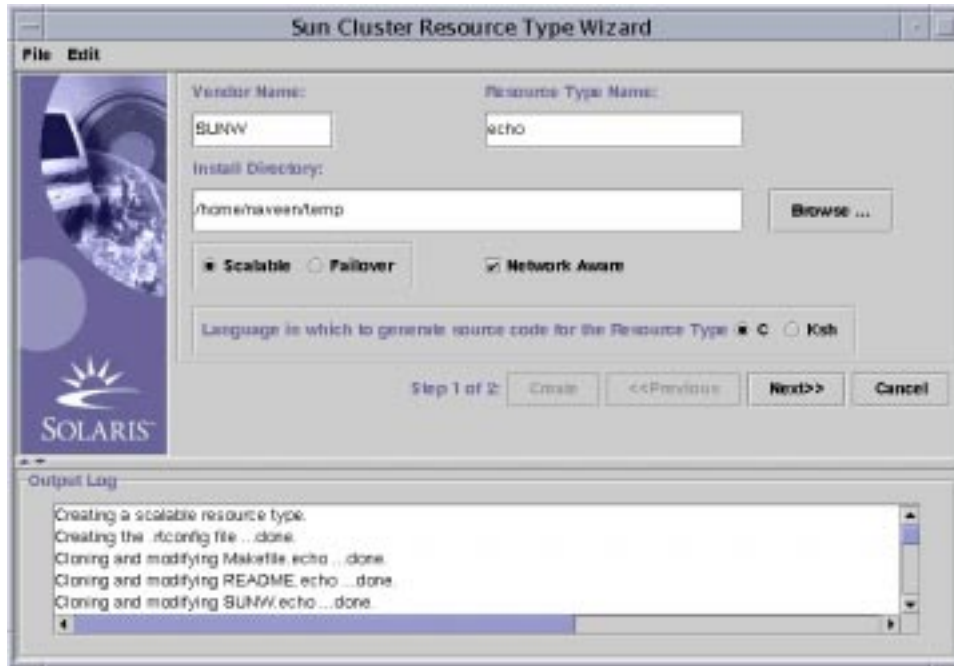 Sun Cluster Resource Type Wizard
File Edit
Vendor Name: Resource Type Name:
SUNW echo
Install Directory:
/home/naveen/temp Browse ...
Scalable Failover Network Aware
Language in which to generate source code for the Resource Type C Ksh
Step 1 of 2: Create <<Previous Next>> Cancel
SOLARIS
Output Log
Creating a scalable resource type.
Creating the .rtconfig file ...done.
Cloning and modifying Makefile.echo ...done.
Cloning and modifying README.echo ...done.
Cloning and modifying SUNW.echo ...done.